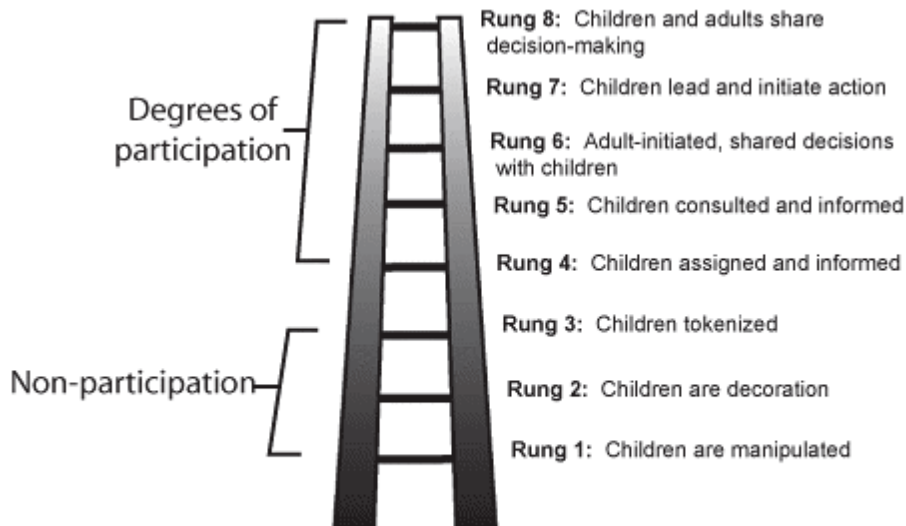 Rung 8: Children and adults share
decision-making
Rung 7: Children lead and initiate action
Degrees of
participation
Rung 6: Adult-initiated, shared decisions
with children
Rung 5: Children consulted and informed
Rung 4: Children assigned and informed
Rung 3: Children tokenized
Non-participation
Rung 2: Children are decoration
Rung 1: Children are manipulated